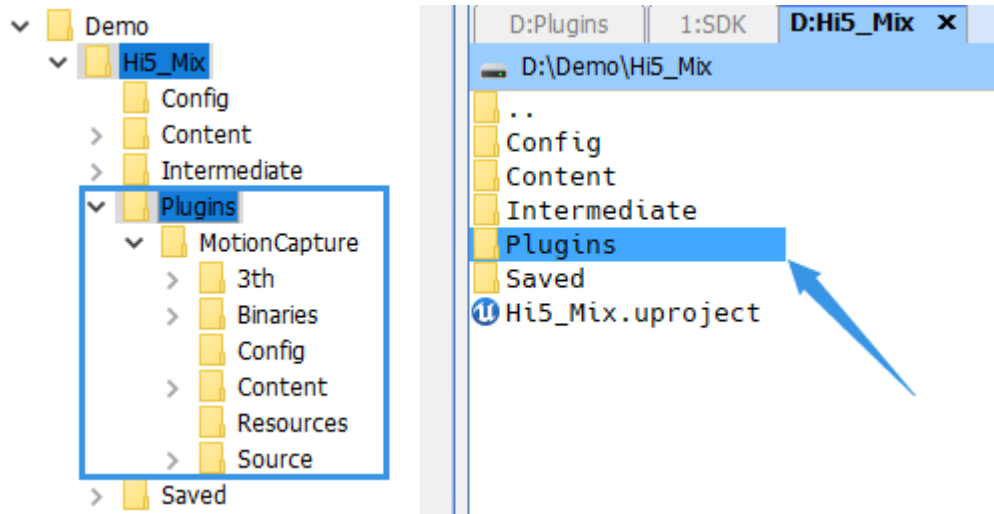 Demo
Hi5_Mix
Config
Content
Intermediate
Plugins
MotionCapture
3th
Binaries
Config
Content
Resources
Source
Saved
D:Plugins 1:SDK D:Hi5_Mix ×
D:\Demo\Hi5_Mix
..
Config
Content
Intermediate
Plugins
Saved
Hi5_Mix.uproject